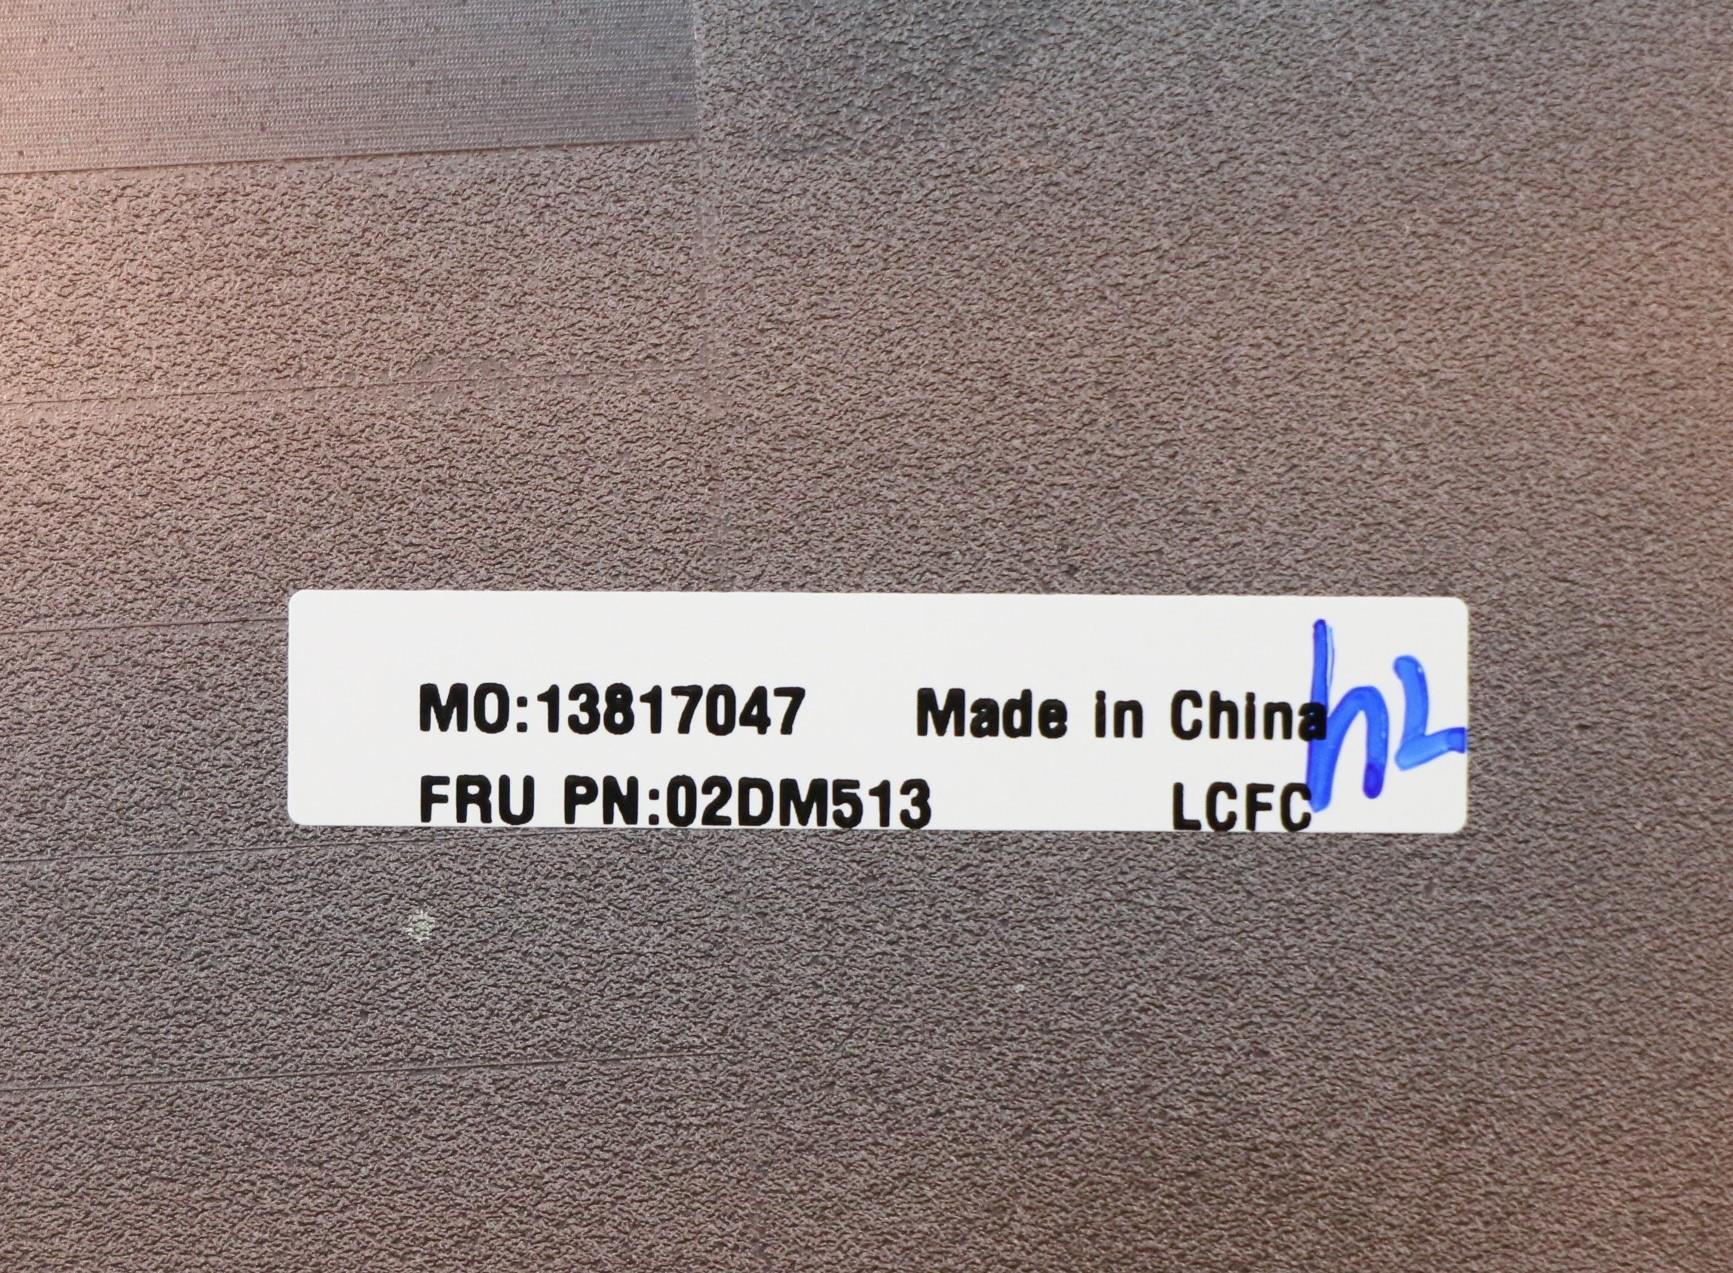 MO:13817047 Made in China h2
FRU PN:02DM513 LCFC